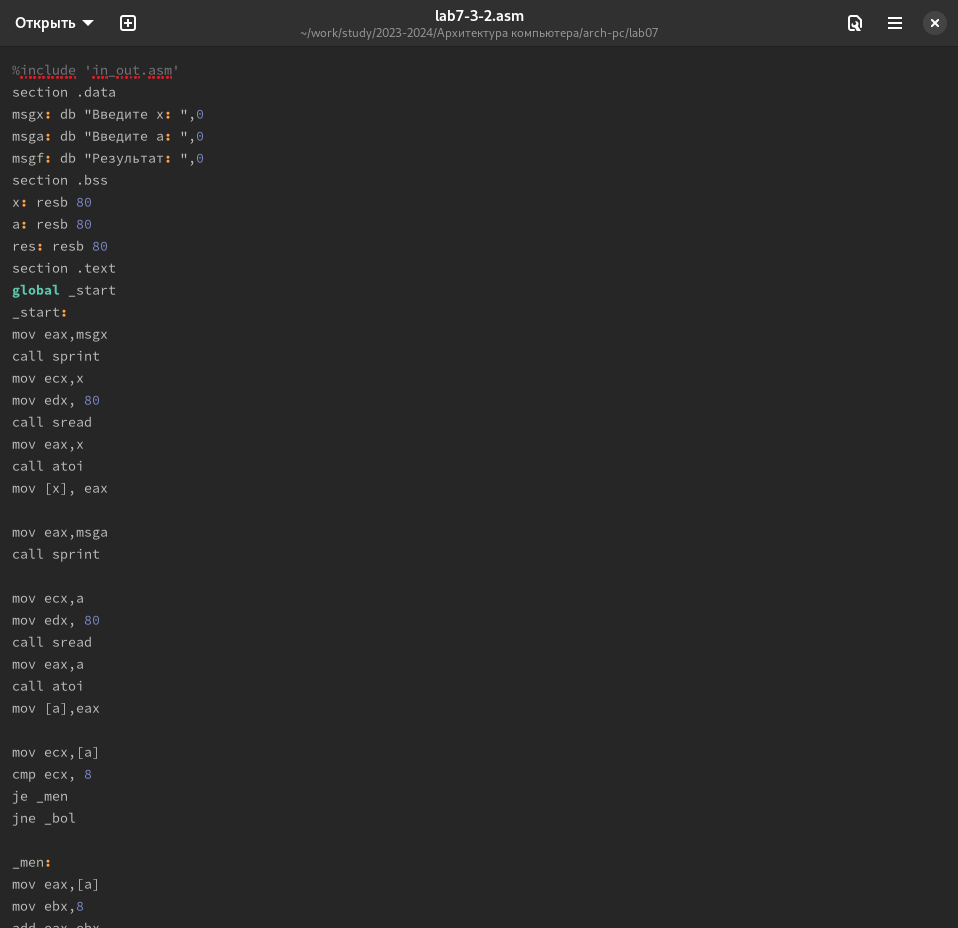 Открыть
lab7-3-2.asm
~/work/study/2023-2024/Архитектура компьютера/arch-pc/lab07
%include 'in_out.asm'
section .data
msgx: db "Введите x: ",0
msga: db "Введите a: ",0
msgf: db "Результат: ",0
section .bss
x: resb 80
a: resb 80
res: resb 80
section .text
global _start
_start:
mov eax,msgx
call sprint
mov ecx,x
mov edx, 80
call sread
mov eax,x
call atoi
mov [x], eax
mov eax,msga
call sprint
mov ecx,a
mov edx, 80
call sread
mov eax,a
call atoi
mov [a],eax
mov ecx,[a]
cmp ecx, 8
je _men
jne _bol
_men:
mov eax,[a]
mov ebx,8
add eax,ebx